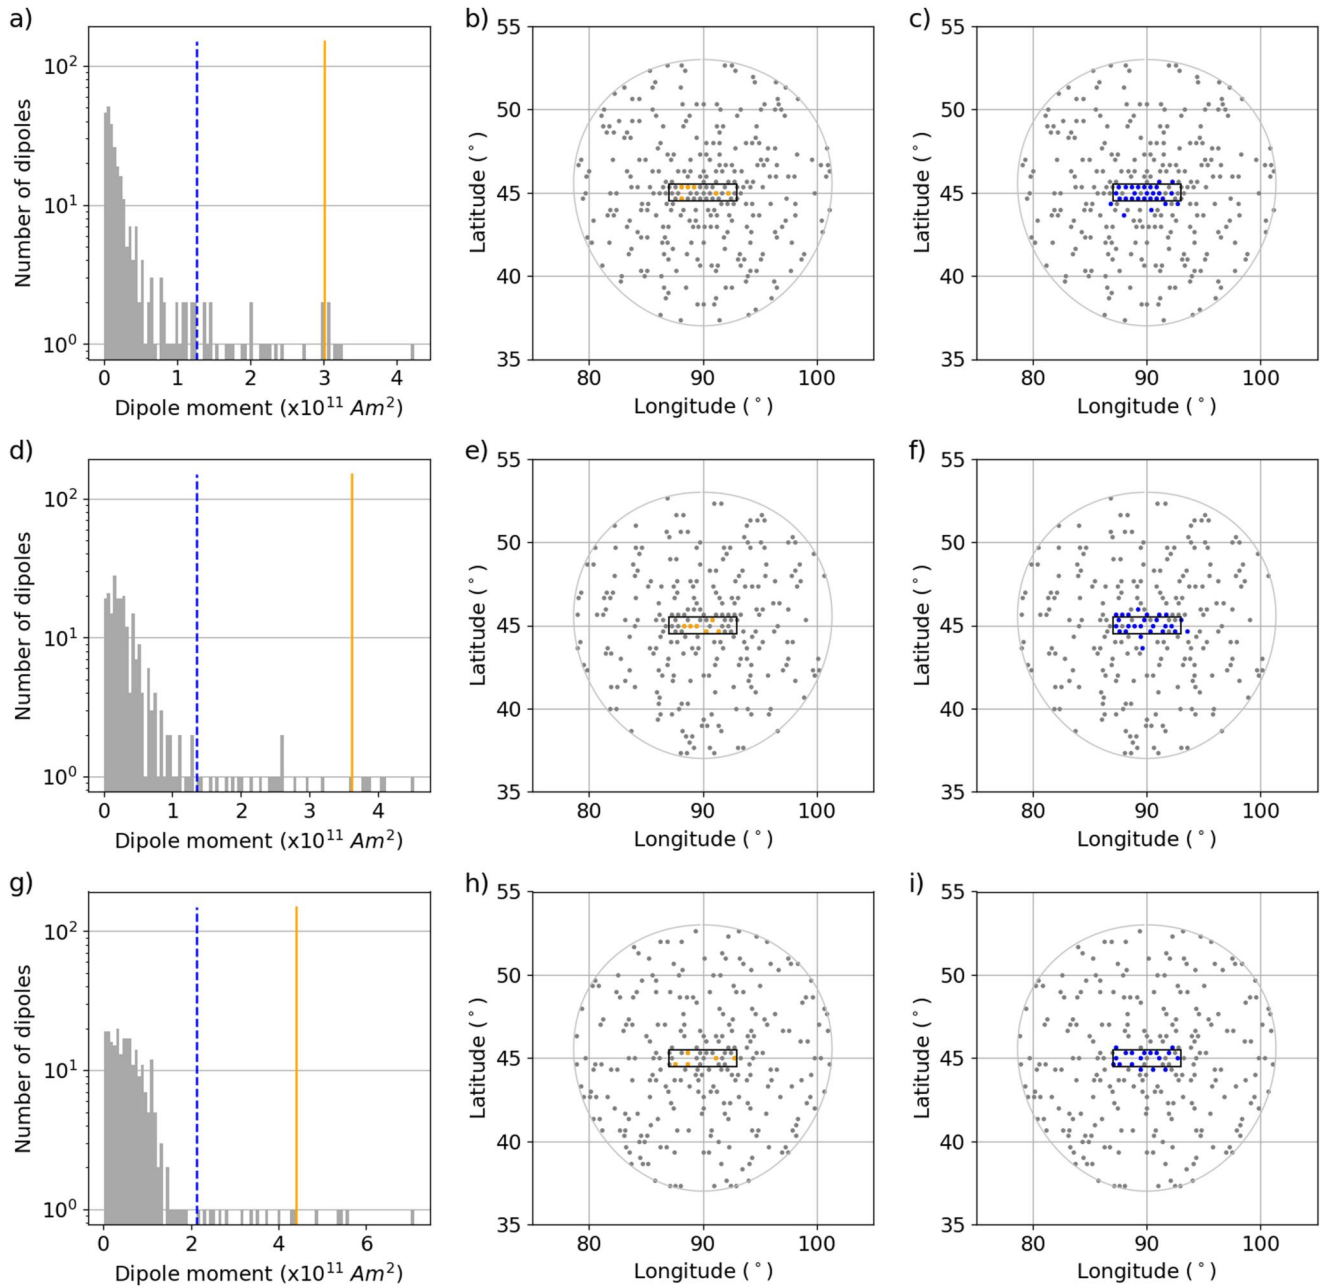 a)
b)
c)
10²
10¹
10⁰
Number of dipoles
0 1 2 3 4
Dipole moment (x10¹¹ Am²)
55
50
45
40
35
Latitude (°)
80 90 100
Longitude (°)
55
50
45
40
35
Latitude (°)
80 90 100
Longitude (°)
d)
e)
f)
10²
10¹
10⁰
Number of dipoles
0 1 2 3 4
Dipole moment (x10¹¹ Am²)
55
50
45
40
35
Latitude (°)
80 90 100
Longitude (°)
55
50
45
40
35
Latitude (°)
80 90 100
Longitude (°)
g)
h)
i)
10²
10¹
10⁰
Number of dipoles
0 2 4 6
Dipole moment (x10¹¹ Am²)
55
50
45
40
35
Latitude (°)
80 90 100
Longitude (°)
55
50
45
40
35
Latitude (°)
80 90 100
Longitude (°)